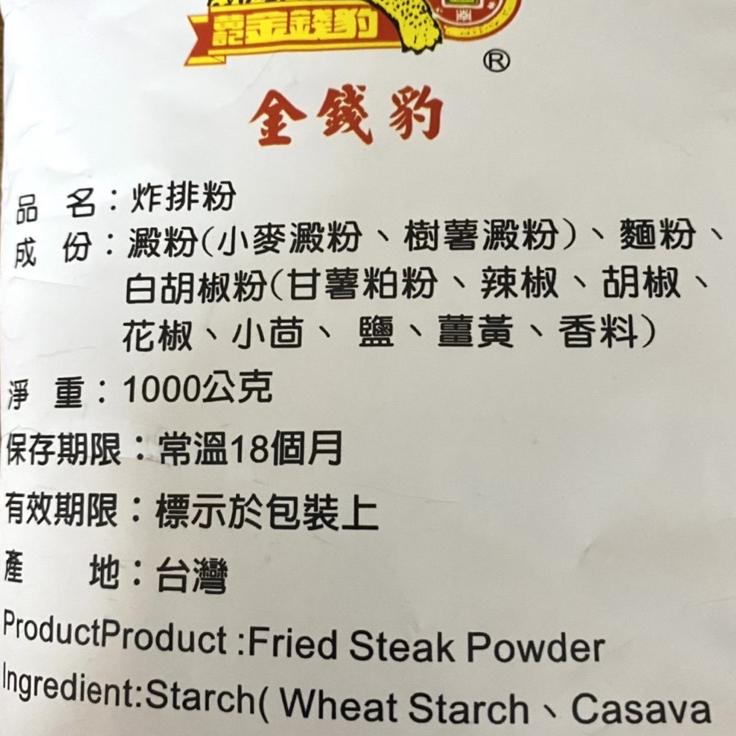 金錢豹
®
金錢豹
品 名：炸排粉
成 份：澱粉(小麥澱粉、樹薯澱粉)、麵粉、
白胡椒粉(甘薯粕粉、辣椒、胡椒、
花椒、小茴、 鹽、薑黃、香料)
淨 重：1000公克
保存期限：常溫18個月
有效期限：標示於包裝上
產 地：台灣
ProductProduct :Fried Steak Powder
Ingredient:Starch( Wheat Starch、Casava